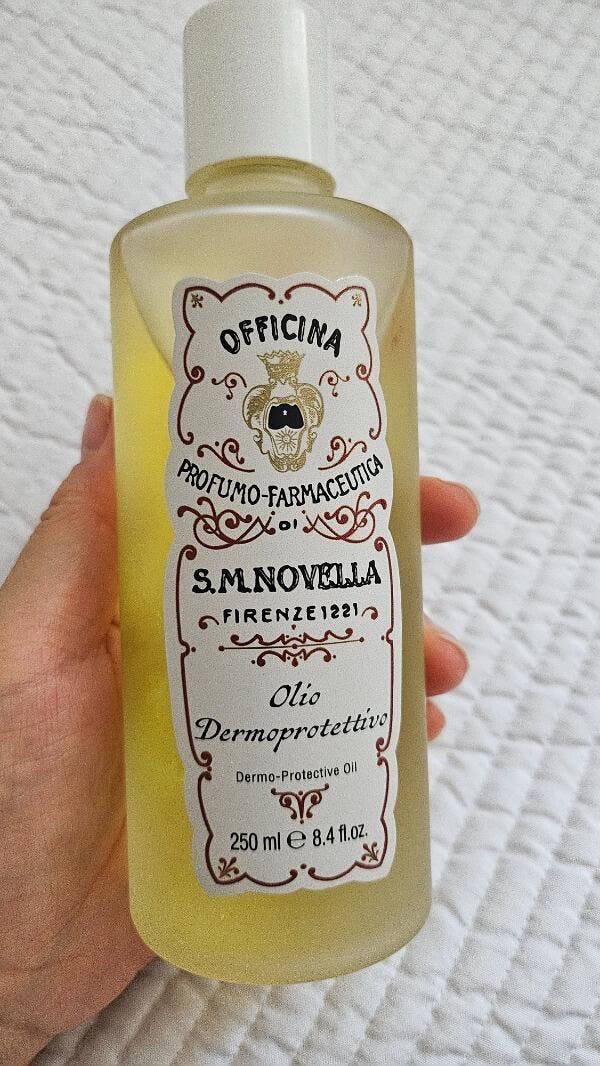 OFFICINA
PROFUMO-FARMACEUTICA
DI
S.M.NOVELLA
FIRENZE 1221
Olio
Dermoprotettivo
Dermo-Protective Oil
250 ml ℮ 8.4 fl.oz.